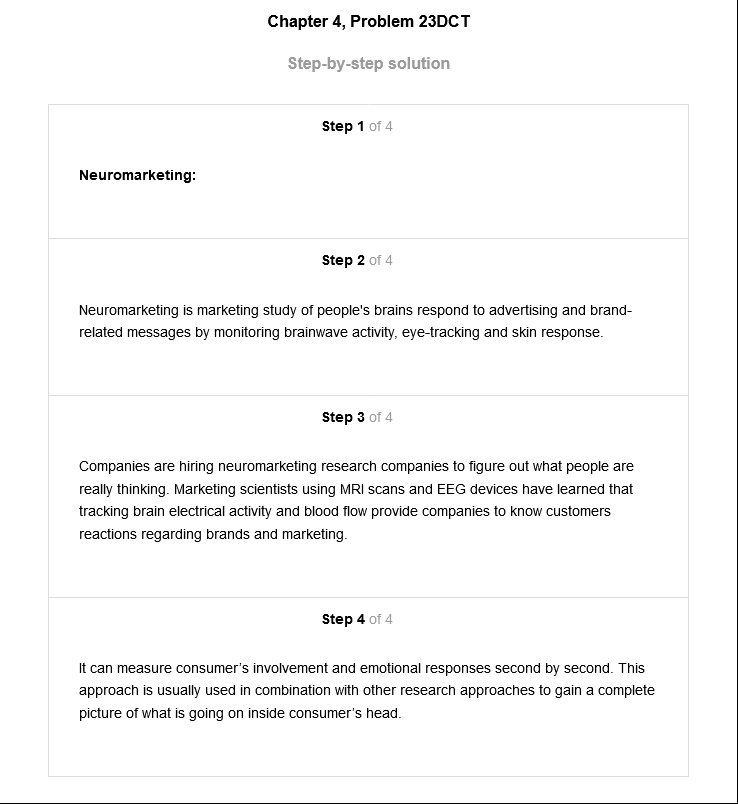 Chapter 4, Problem 23DCT
Step-by-step solution
Step 1 of 4
Neuromarketing:
Step 2 of 4
Neuromarketing is marketing study of people's brains respond to advertising and brand-
related messages by monitoring brainwave activity, eye-tracking and skin response.
Step 3 of 4
Companies are hiring neuromarketing research companies to figure out what people are
really thinking. Marketing scientists using MRI scans and EEG devices have learned that
tracking brain electrical activity and blood flow provide companies to know customers
reactions regarding brands and marketing.
Step 4 of 4
It can measure consumer’s involvement and emotional responses second by second. This
approach is usually used in combination with other research approaches to gain a complete
picture of what is going on inside consumer’s head.